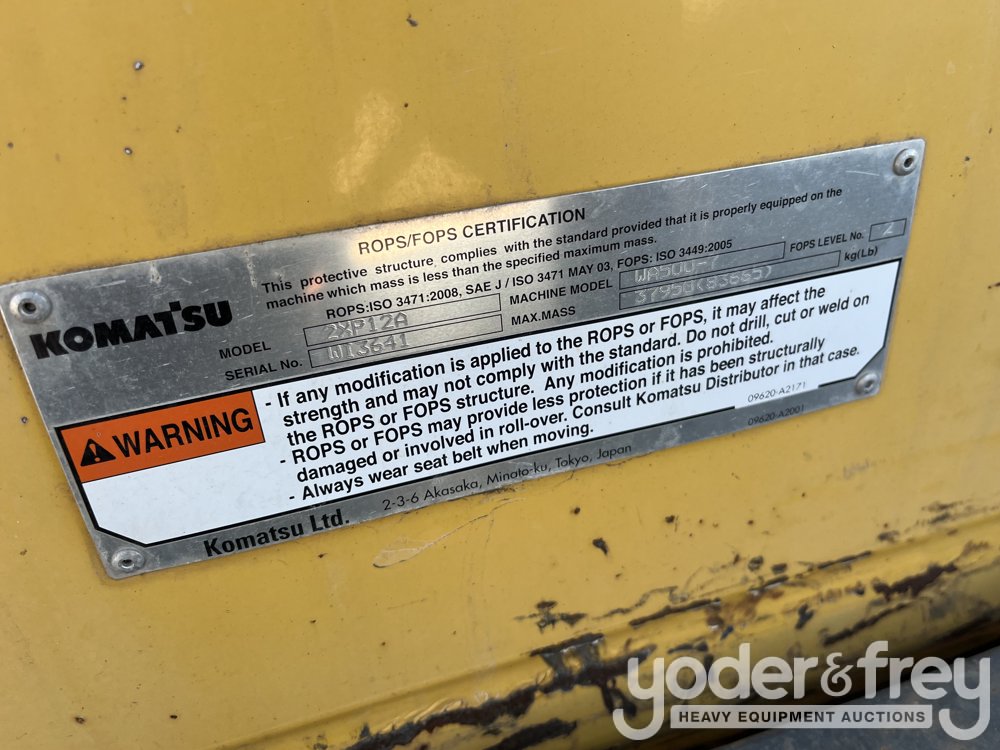 ROPS/FOPS CERTIFICATION
This protective structure complies with the standard provided that it is properly equipped on the
machine which mass is less than the specified maximum mass.
ROPS:ISO 3471:2008, SAE J / ISO 3471 MAY 03, FOPS: ISO 3449:2005
FOPS LEVEL No. 2
KOMATSU
MODEL 2XP12A MACHINE MODEL WA500-7
SERIAL No. W13641 MAX.MASS 37950(83665) kg(Lb)
WARNING
- If any modification is applied to the ROPS or FOPS, it may affect the
strength and may not comply with the standard. Do not drill, cut or weld on
the ROPS or FOPS structure. Any modification is prohibited.
- ROPS or FOPS may provide less protection if it has been structurally
damaged or involved in roll-over. Consult Komatsu Distributor in that case.
- Always wear seat belt when moving.
09620-A2171
09620-A2001
Komatsu Ltd. 2-3-6 Akasaka, Minato-ku, Tokyo, Japan
yoder&frey
HEAVY EQUIPMENT AUCTIONS